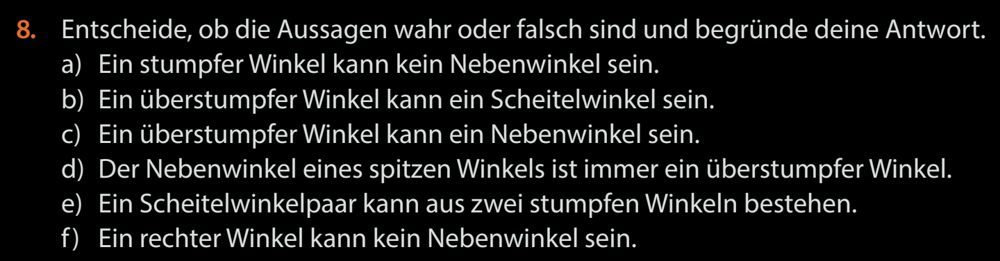 8. Entscheide, ob die Aussagen wahr oder falsch sind und begründe deine Antwort.
a) Ein stumpfer Winkel kann kein Nebenwinkel sein.
b) Ein überstumpfer Winkel kann ein Scheitelwinkel sein.
c) Ein überstumpfer Winkel kann ein Nebenwinkel sein.
d) Der Nebenwinkel eines spitzen Winkels ist immer ein überstumpfer Winkel.
e) Ein Scheitelwinkelpaar kann aus zwei stumpfen Winkeln bestehen.
f) Ein rechter Winkel kann kein Nebenwinkel sein.